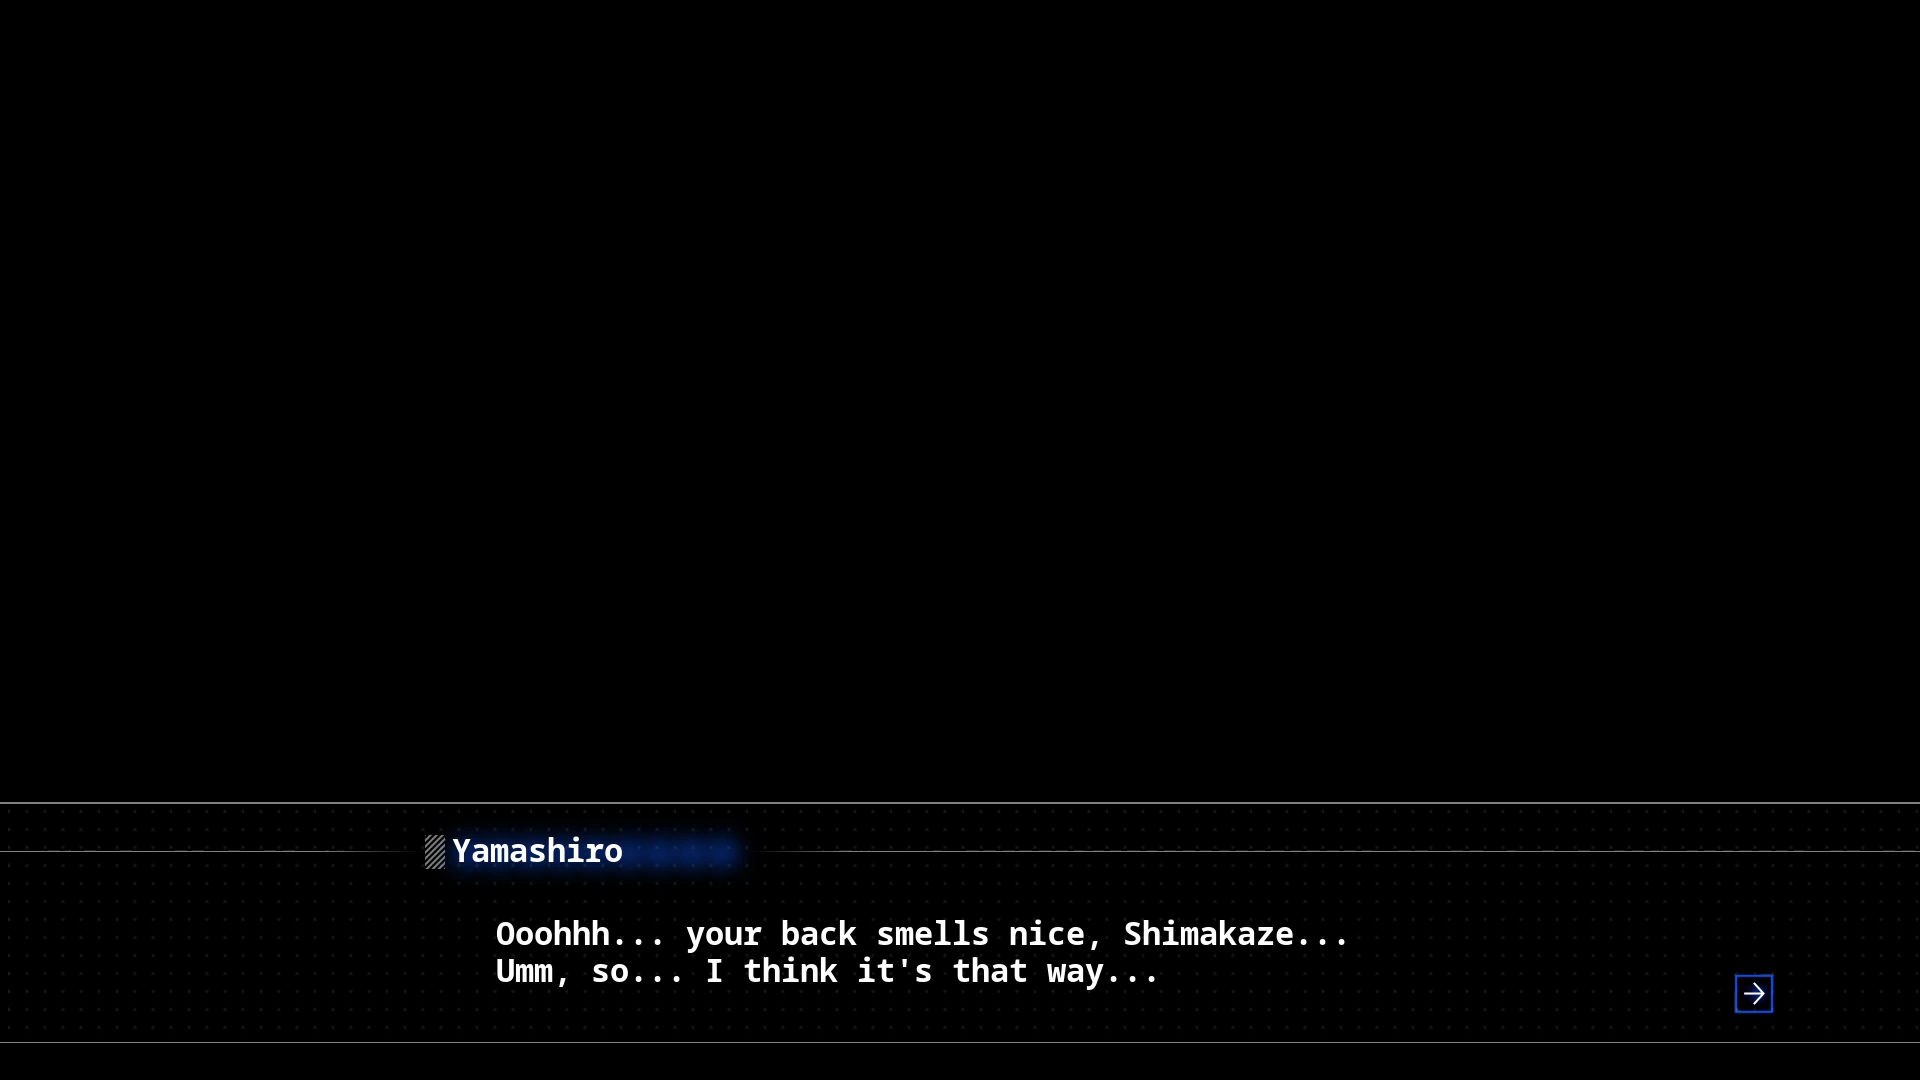 Yamashiro
Ooohhh... your back smells nice, Shimakaze...
Umm, so... I think it's that way...